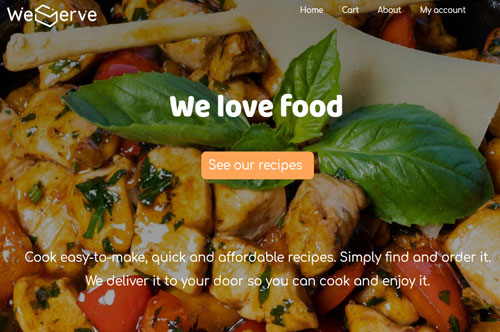 WeServe
Home Cart About My account
We love food
See our recipes
Cook easy-to-make, quick and affordable recipes. Simply find and order it.
We deliver it to your door so you can cook and enjoy it.